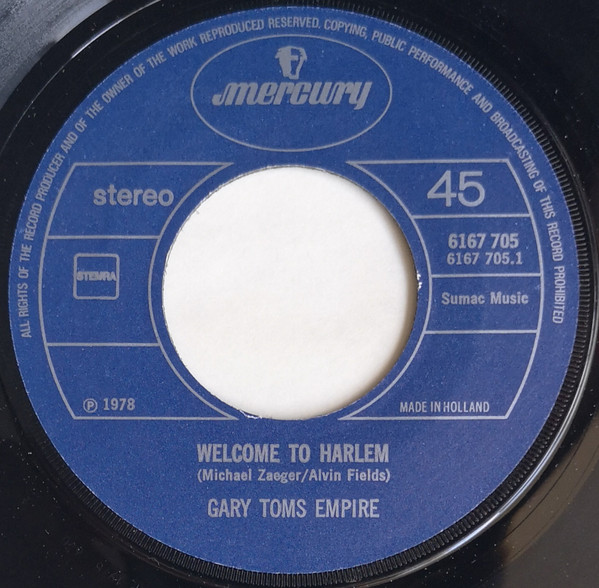 ALL RIGHTS OF THE RECORD PRODUCER AND OF THE OWNER OF THE WORK REPRODUCED RESERVED. COPYING, PUBLIC PERFORMANCE AND BROADCASTING OF THIS RECORD PROHIBITED
mercury
stereo
45
6167 705
6167 705.1
STEMRA
Sumac Music
Ⓟ 1978
MADE IN HOLLAND
WELCOME TO HARLEM
(Michael Zaeger/Alvin Fields)
GARY TOMS EMPIRE